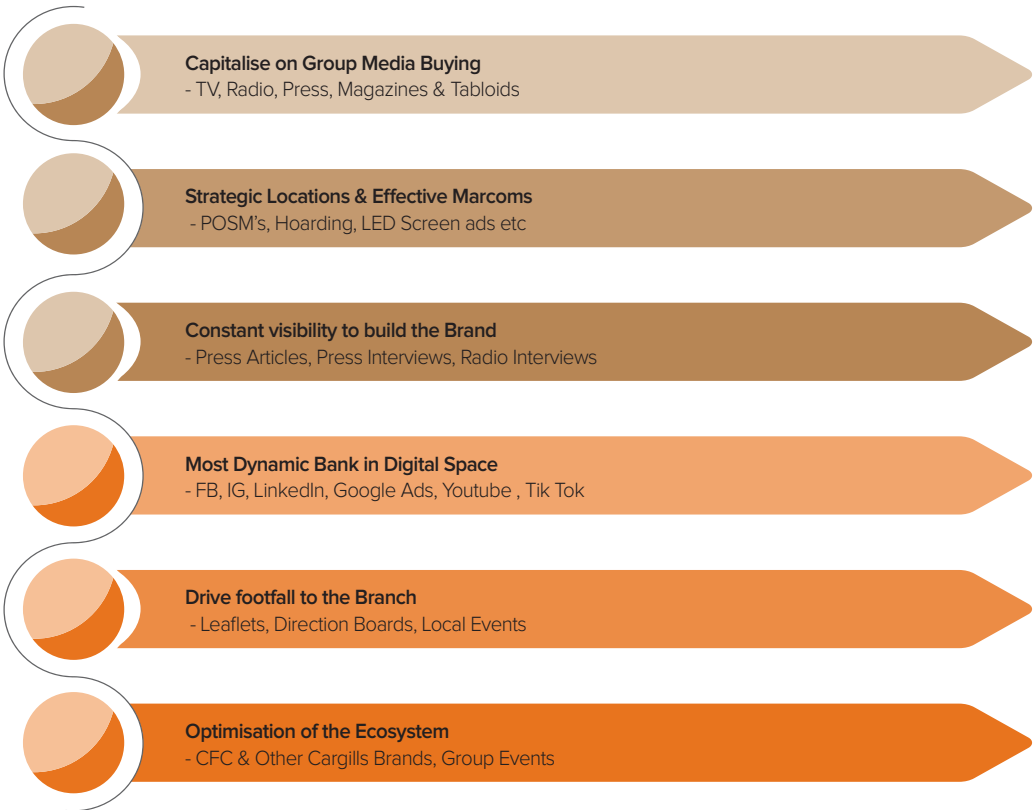 Capitalise on Group Media Buying
- TV, Radio, Press, Magazines & Tabloids
Strategic Locations & Effective Marcoms
- POSM's, Hoarding, LED Screen ads etc
Constant visibility to build the Brand
- Press Articles, Press Interviews, Radio Interviews
Most Dynamic Bank in Digital Space
- FB, IG, LinkedIn, Google Ads, Youtube , Tik Tok
Drive footfall to the Branch
- Leaflets, Direction Boards, Local Events
Optimisation of the Ecosystem
- CFC & Other Cargills Brands, Group Events